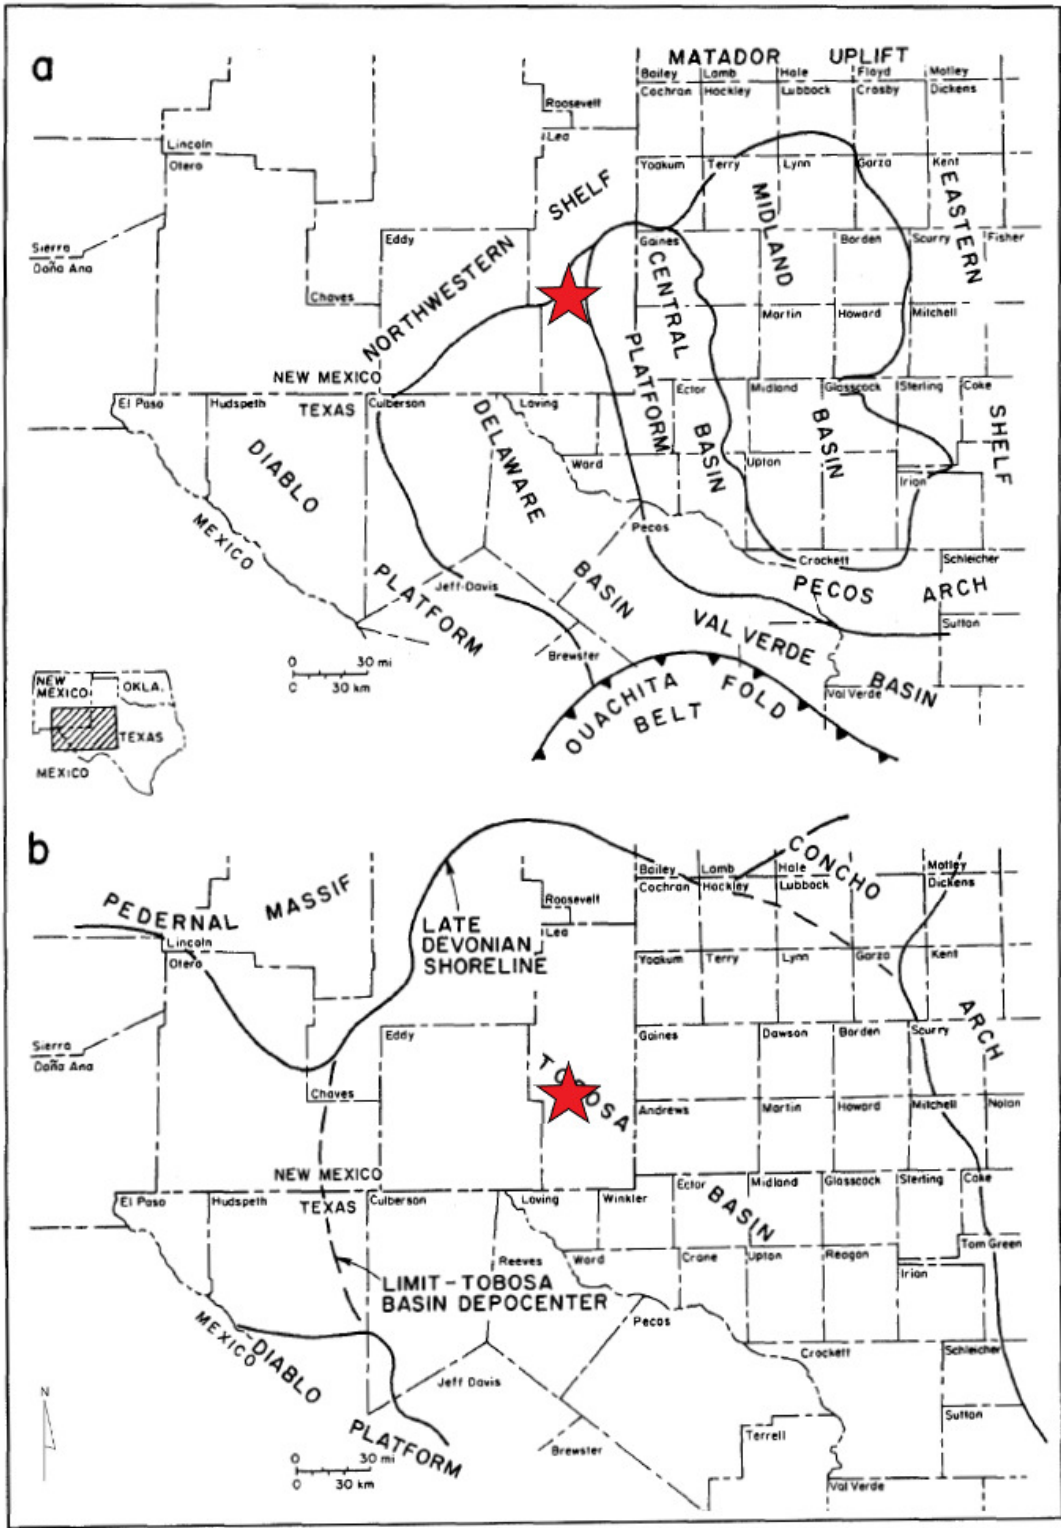 a
MATADOR UPLIFT
Bailey Lamb Hale Floyd Motley
Cochran Hockley Lubbock Crosby Dickens
Roosevelt
Lea
Lincoln
Otero
Yoakum Terry Lynn Garza Kent
NORTHWESTERN SHELF
MIDLAND BASIN
EASTERN SHELF
Sierra
Doña Ana
Eddy
Gaines
Borden Scurry Fisher
CENTRAL BASIN PLATFORM
Chaves
Martin Howard Mitchell
NEW MEXICO
TEXAS
El Paso Hudspeth Culberson Loving Ector Midland Glasscock Sterling Coke
DIABLO PLATFORM
DELAWARE BASIN
Ward
Upton
Irion
MEXICO
Pecos
Crockett Schleicher
PECOS ARCH
Jeff Davis
Sutton
VAL VERDE BASIN
Brewster
Val Verde
0 30 mi
0 30 km
OUACHITA FOLD BELT
NEW MEXICO
OKLA.
TEXAS
MEXICO
b
PEDERNAL MASSIF
CONCHO ARCH
Bailey Lamb Hale Motley
Cochran Hockley Lubbock Dickens
Roosevelt
Lea
LATE DEVONIAN SHORELINE
Lincoln
Otero
Yoakum Terry Lynn Garza Kent
Sierra
Doña Ana
Eddy
Gaines Dawson Borden Scurry
Chaves
TOBOSA BASIN
Andrews Martin Howard Mitchell Nolan
NEW MEXICO
TEXAS
El Paso Hudspeth Culberson Loving Winkler Ector Midland Glasscock Sterling Coke
Reeves Ward Crane Upton Reagan Tom Green
Irion
LIMIT-TOBOSA BASIN DEPOCENTER
MEXICO
DIABLO PLATFORM
Pecos
Crockett Schleicher
Jeff Davis
Sutton
Terrell
Brewster
Val Verde
N
0 30 mi
0 30 km